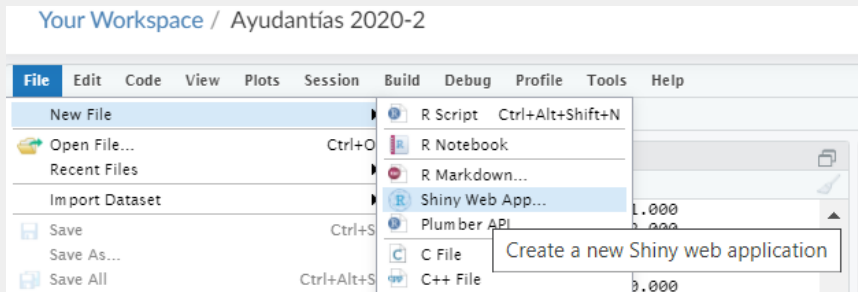 Your Workspace / Ayudantías 2020-2
File Edit Code View Plots Session Build Debug Profile Tools Help
New File
Open File... Ctrl+O
Recent Files
Import Dataset
Save Ctrl+S
Save As...
Save All Ctrl+Alt+S
R Script Ctrl+Alt+Shift+N
R Notebook
R Markdown...
Shiny Web App...
Plumber API
C File
C++ File
Create a new Shiny web application
1.000